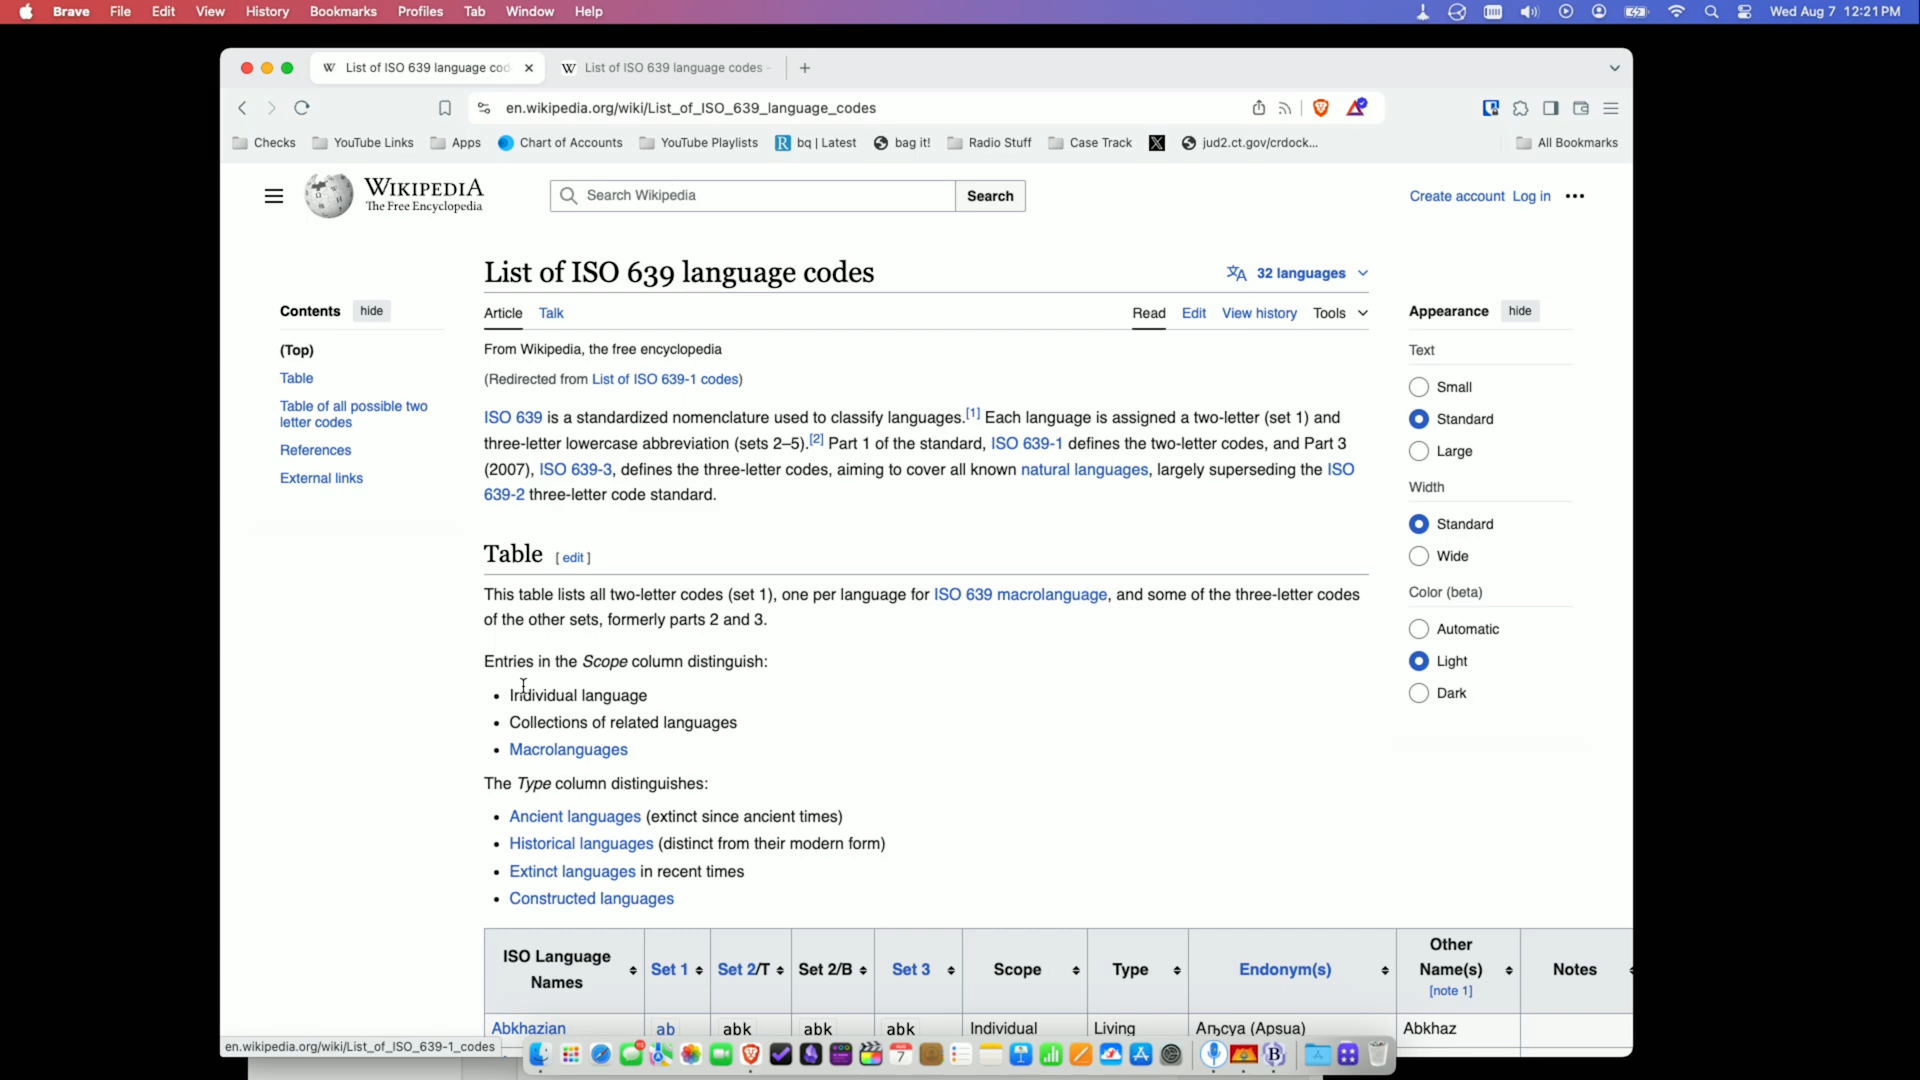 Brave File Edit View History Bookmarks Profiles Tab Window Help Wed Aug 7 12:21 PM
List of ISO 639 language cod List of ISO 639 language codes -
en.wikipedia.org/wiki/List_of_ISO_639_language_codes
Checks YouTube Links Apps Chart of Accounts YouTube Playlists bq | Latest bag it! Radio Stuff Case Track jud2.ct.gov/crdock... All Bookmarks
WIKIPEDIA
The Free Encyclopedia
Search Wikipedia Search
Create account Log in
List of ISO 639 language codes
32 languages
Contents hide
(Top)
Table
Table of all possible two
letter codes
References
External links
Article Talk Read Edit View history Tools
From Wikipedia, the free encyclopedia
(Redirected from List of ISO 639-1 codes)
ISO 639 is a standardized nomenclature used to classify languages.[1] Each language is assigned a two-letter (set 1) and
three-letter lowercase abbreviation (sets 2–5).[2] Part 1 of the standard, ISO 639-1 defines the two-letter codes, and Part 3
(2007), ISO 639-3, defines the three-letter codes, aiming to cover all known natural languages, largely superseding the ISO
639-2 three-letter code standard.
Table [ edit ]
This table lists all two-letter codes (set 1), one per language for ISO 639 macrolanguage, and some of the three-letter codes
of the other sets, formerly parts 2 and 3.
Entries in the Scope column distinguish:
• Individual language
• Collections of related languages
• Macrolanguages
The Type column distinguishes:
• Ancient languages (extinct since ancient times)
• Historical languages (distinct from their modern form)
• Extinct languages in recent times
• Constructed languages
ISO Language
Names
Set 1 Set 2/T Set 2/B Set 3 Scope Type Endonym(s)
Other
Name(s)
[note 1]
Notes
Abkhazian ab abk abk abk Individual Living Аҧсуа (Apsua) Abkhaz
Appearance hide
Text
Small
Standard
Large
Width
Standard
Wide
Color (beta)
Automatic
Light
Dark
en.wikipedia.org/wiki/List_of_ISO_639-1_codes